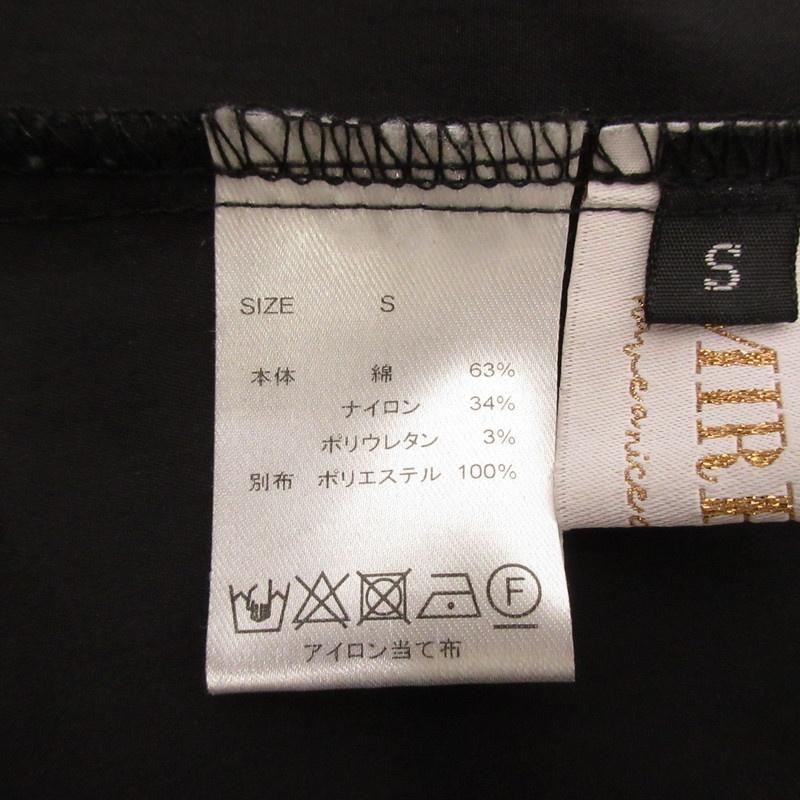 SIZE S
本体 綿 63%
ナイロン 34%
ポリウレタン 3%
別布 ポリエステル 100%
F
アイロン当て布
S